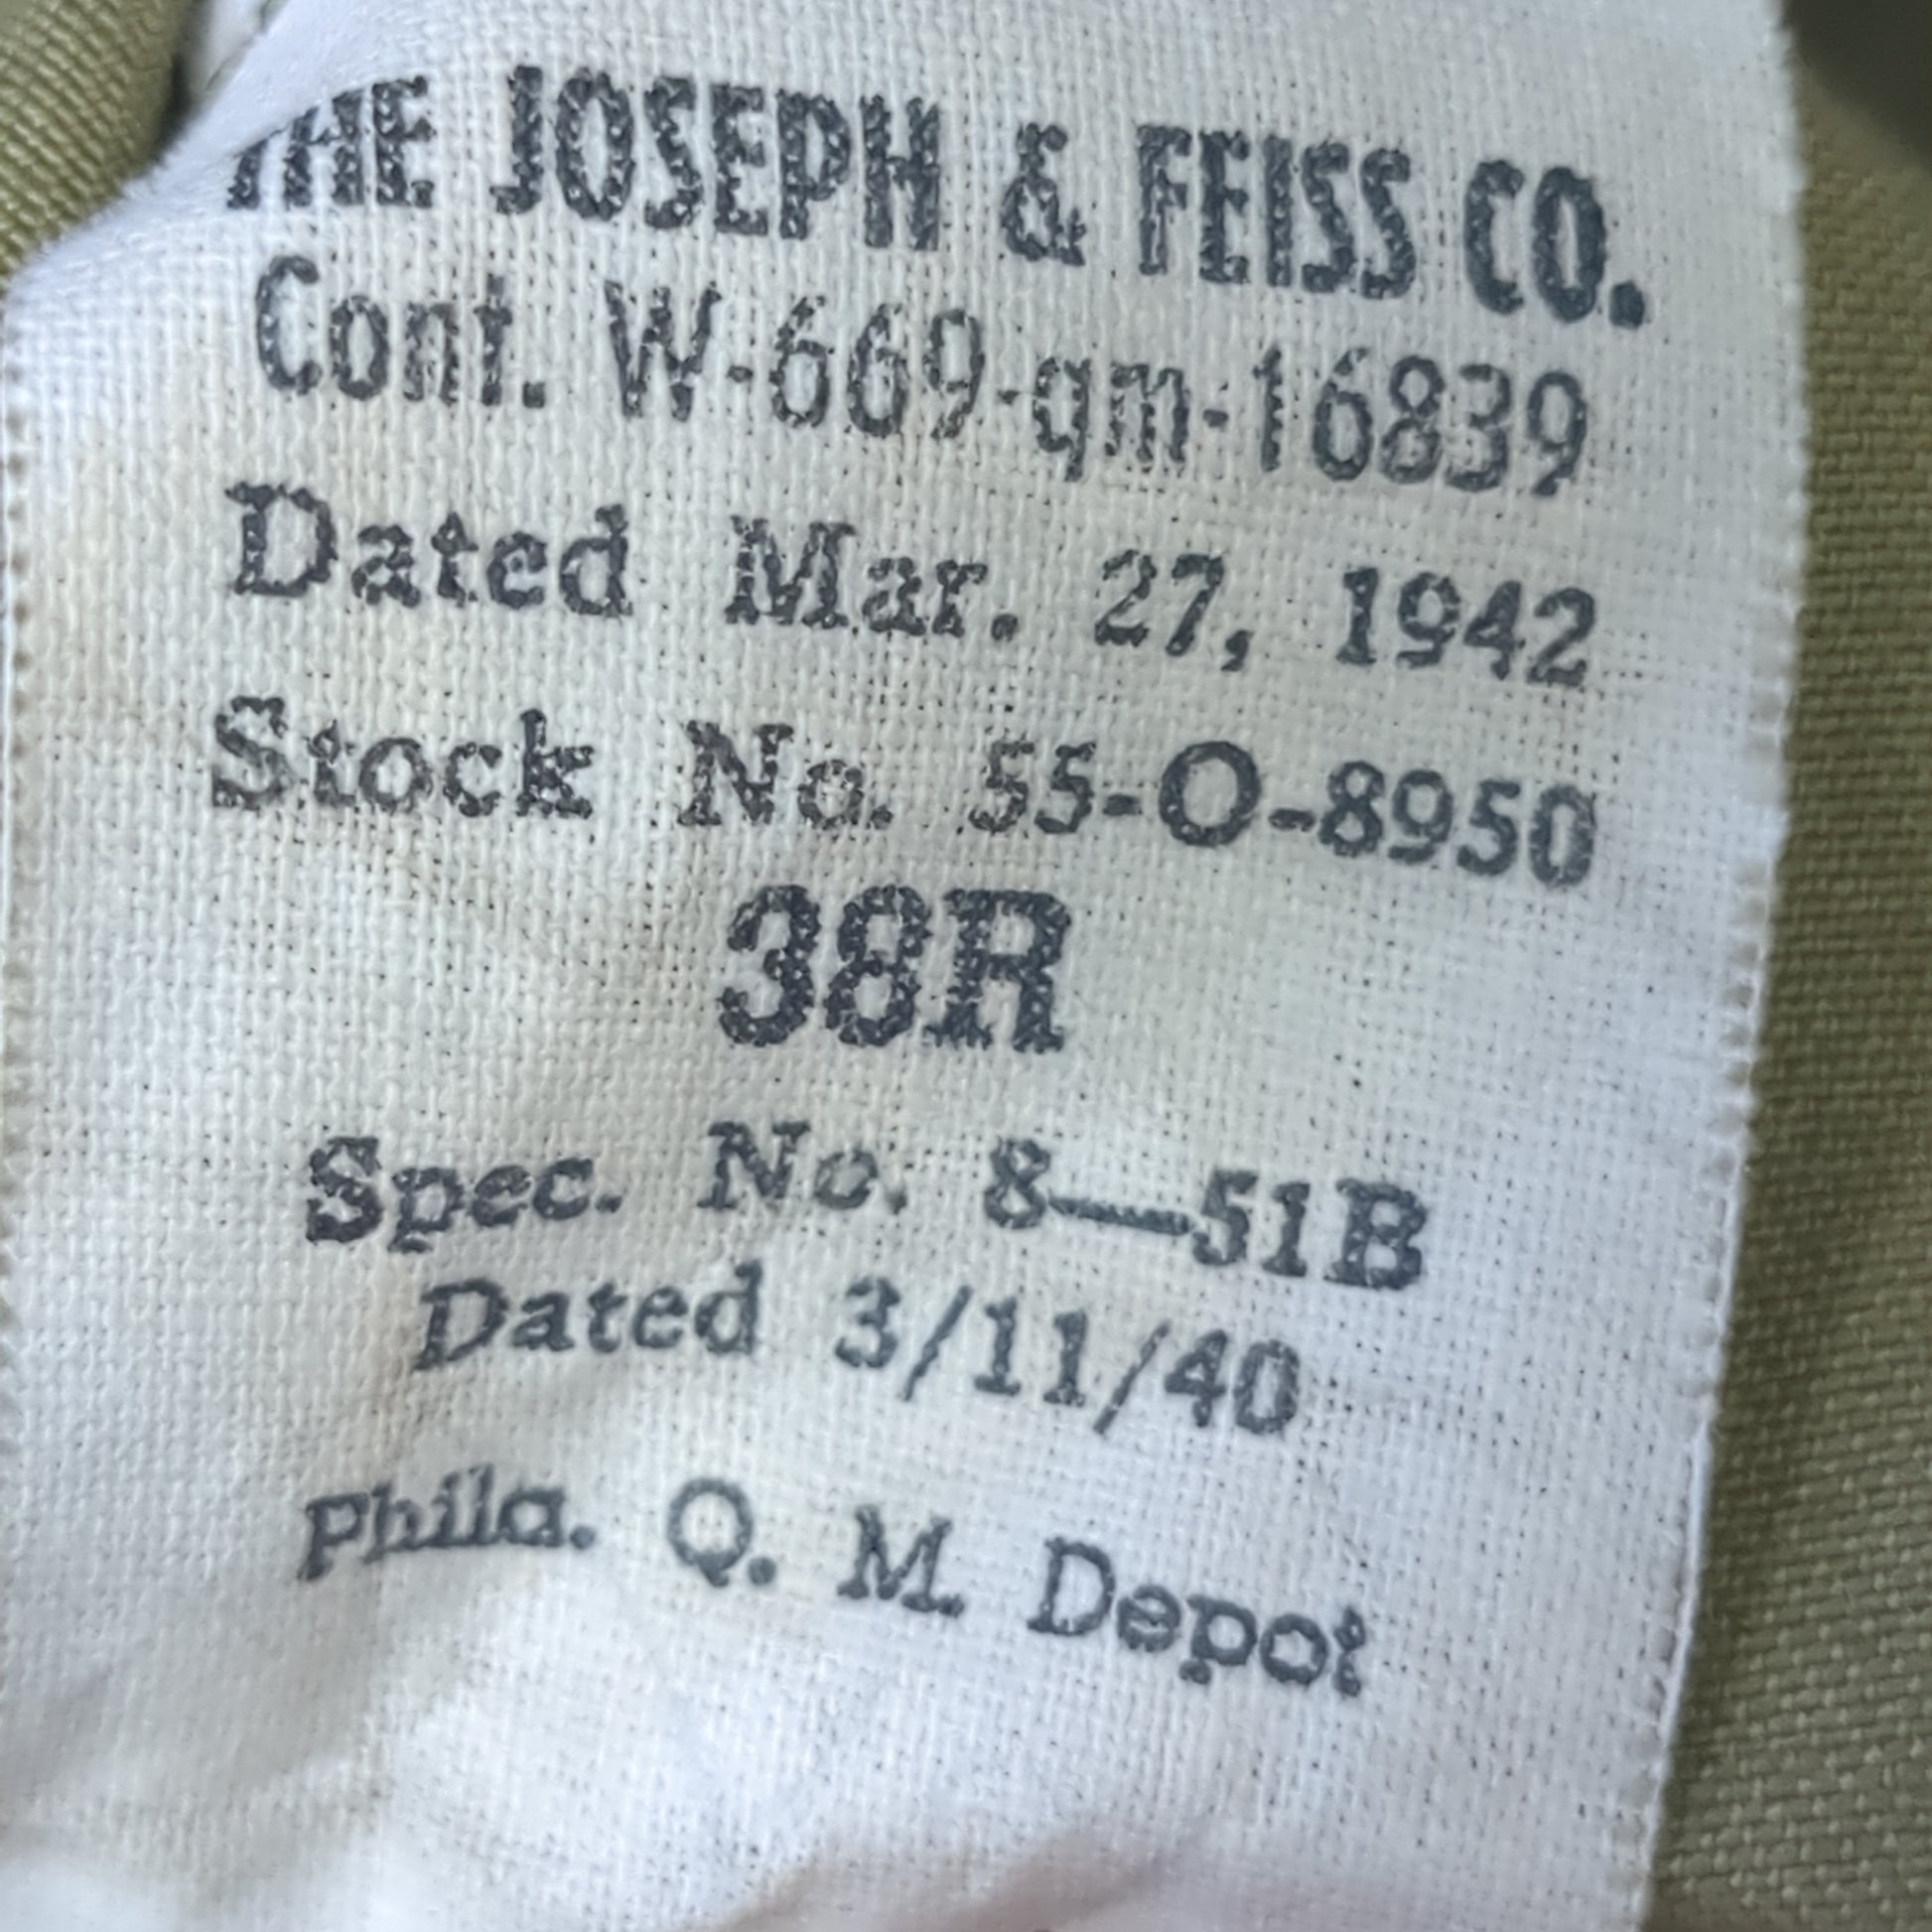 THE JOSEPH & FEISS CO.
Cont. W-669-qm-16839
Dated Mar. 27, 1942
Stock No. 55-O-8950
38R
Spec. No. 8—51B
Dated 3/11/40
Phila. Q. M. Depot